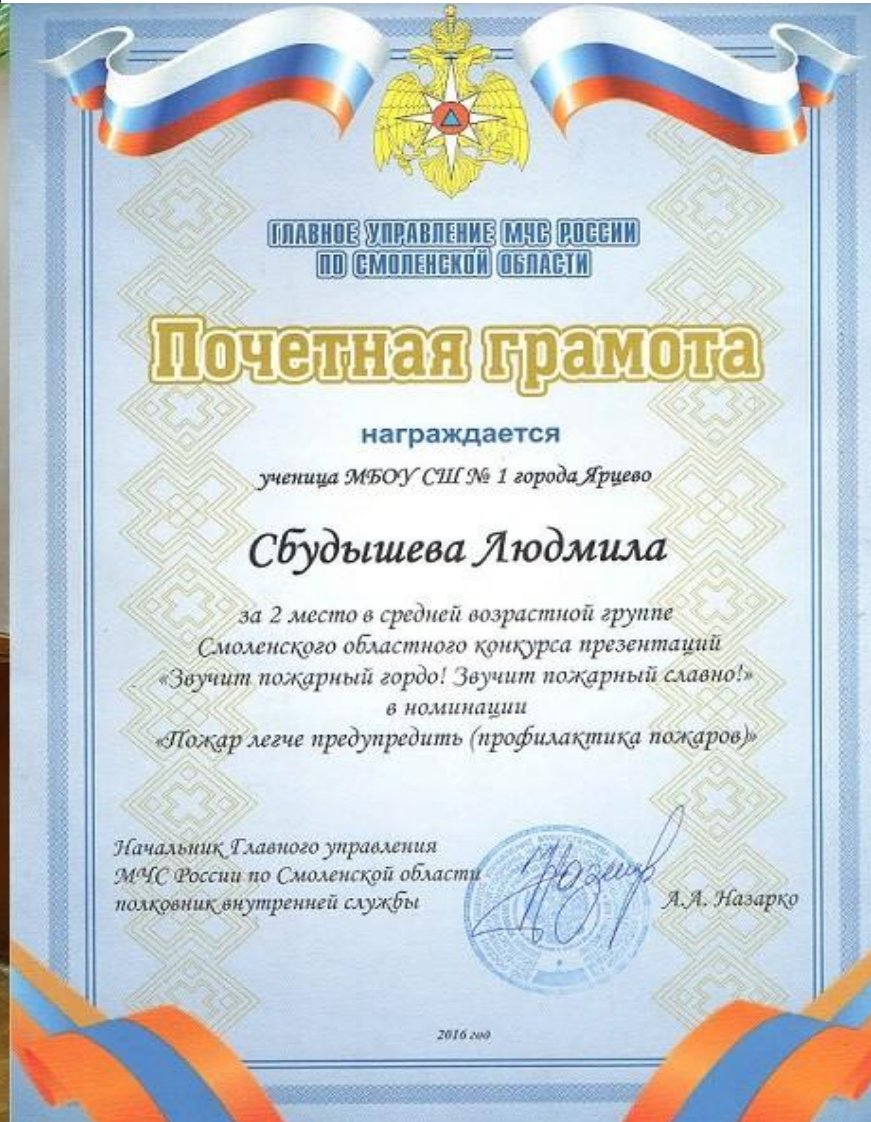 ГЛАВНОЕ УПРАВЛЕНИЕ МЧС РОССИИ
ПО СМОЛЕНСКОЙ ОБЛАСТИ
Почетная грамота
награждается
ученица МБОУ СШ № 1 города Ярцево
Сбудышева Людмила
за 2 место в средней возрастной группе
Смоленского областного конкурса презентаций
«Звучит пожарный гордо! Звучит пожарный славно!»
в номинации
«Пожар легче предупредить (профилактика пожаров)»
Начальник Главного управления
МЧС России по Смоленской области
полковник внутренней службы
А.А. Назарко
2016 год